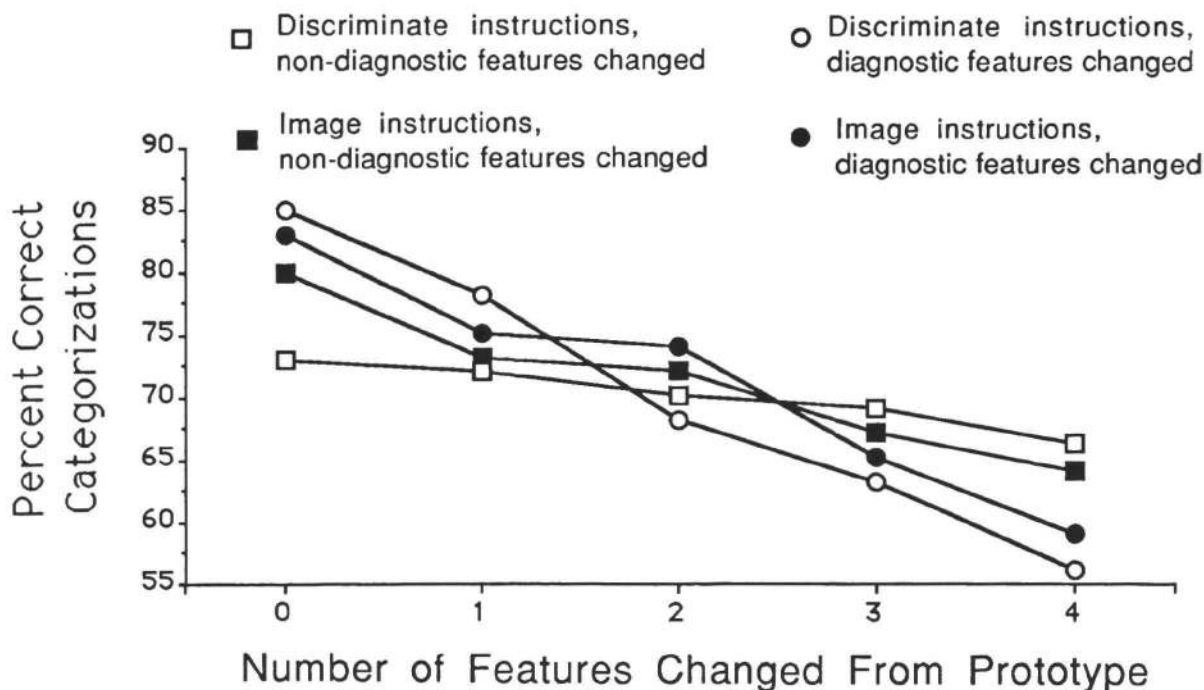 Discriminate instructions,
non-diagnostic features changed
Discriminate instructions,
diagnostic features changed
Image instructions,
non-diagnostic features changed
Image instructions,
diagnostic features changed
Percent Correct
Categorizations
90
85
80
75
70
65
60
55
0 1 2 3 4
Number of Features Changed From Prototype